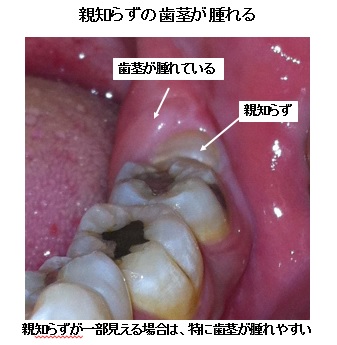 親知らずの歯茎が腫れる
歯茎が腫れている
親知らず
親知らずが一部見える場合は、特に歯茎が腫れやすい